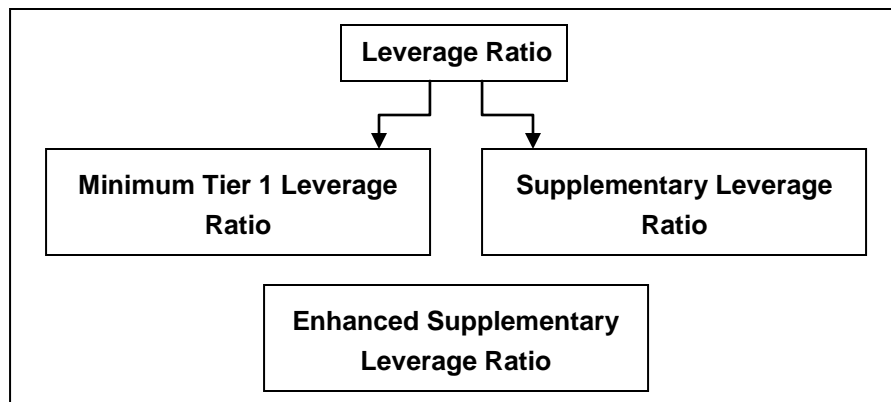 Leverage Ratio
Minimum Tier 1 Leverage
Ratio
Supplementary Leverage
Ratio
Enhanced Supplementary
Leverage Ratio